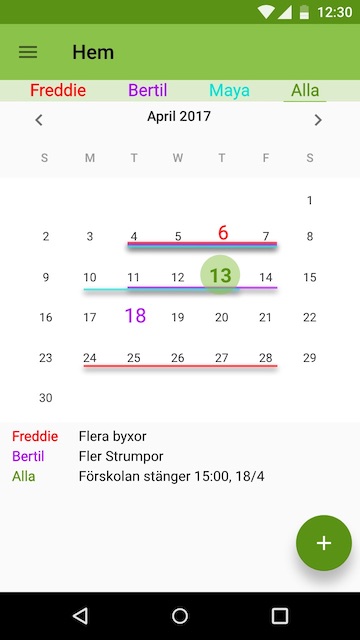 12:30
Hem
Freddie Bertil Maya Alla
April 2017
S M T W T F S
1
2 3 4 5 6 7 8
9 10 11 12 13 14 15
16 17 18 19 20 21 22
23 24 25 26 27 28 29
30
Freddie Flera byxor
Bertil Fler Strumpor
Alla Förskolan stänger 15:00, 18/4
+